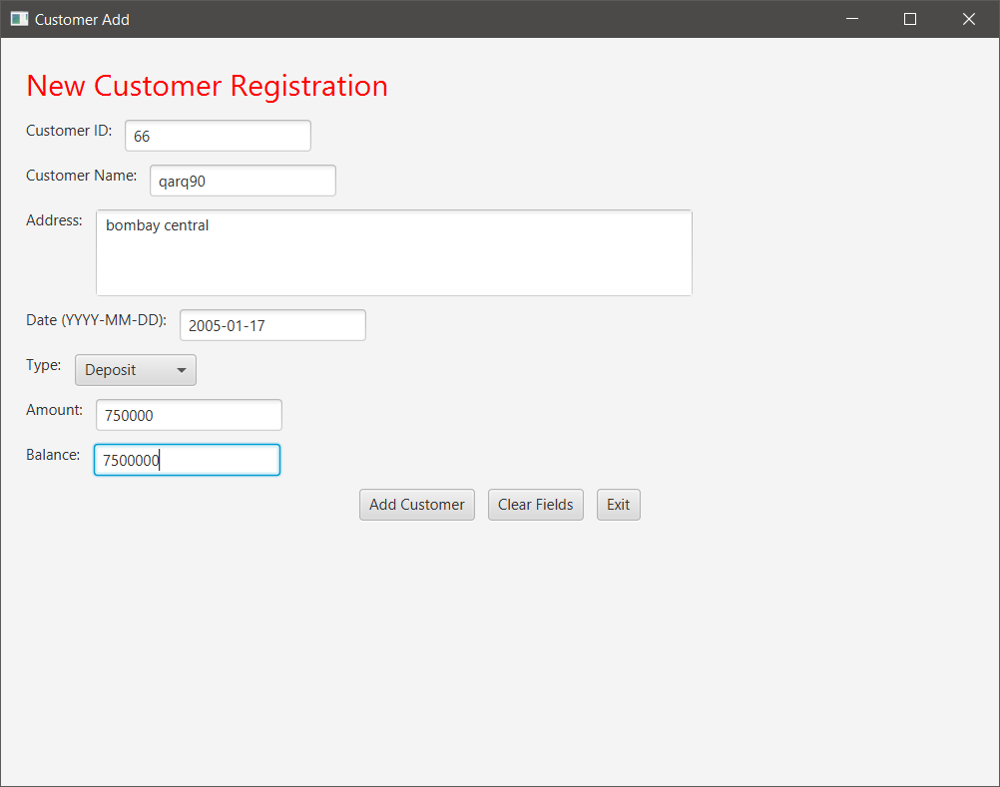 Customer Add
New Customer Registration
Customer ID: 66
Customer Name: qarq90
Address: bombay central
Date (YYYY-MM-DD): 2005-01-17
Type: Deposit
Amount: 750000
Balance: 7500000
Add Customer Clear Fields Exit